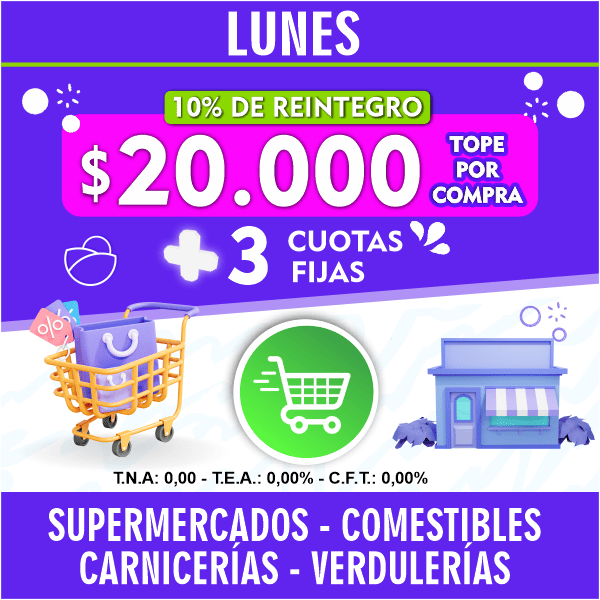 LUNES
10% DE REINTEGRO
$20.000
TOPE
POR
COMPRA
+3 CUOTAS
FIJAS
%
T.N.A: 0,00 - T.E.A.: 0,00% - C.F.T.: 0,00%
SUPERMERCADOS - COMESTIBLES
CARNICERÍAS - VERDULERÍAS